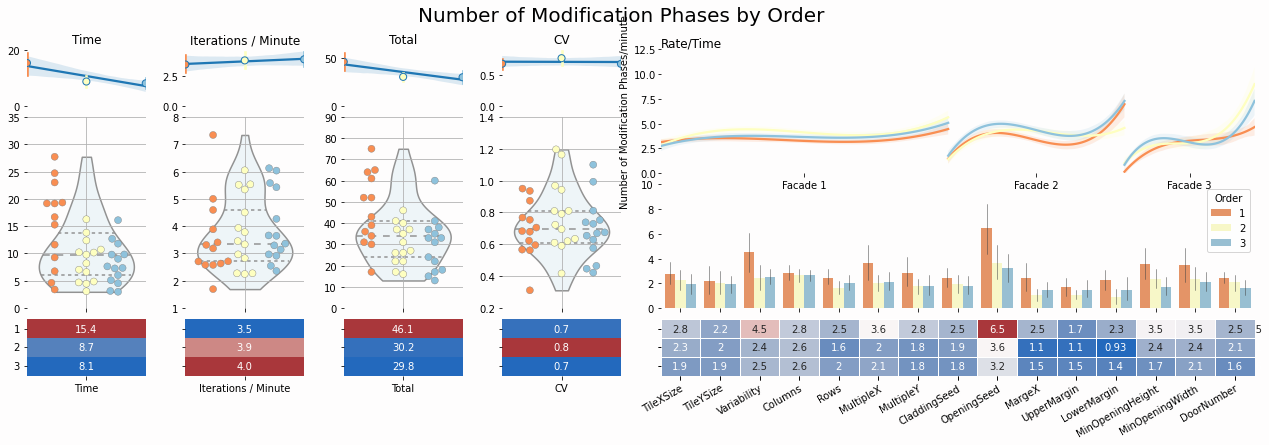 Number of Modification Phases by Order
Time
Iterations / Minute
Total
CV
Rate/Time
20
0
2.5
0.0
50
0
0.5
0.0
Number of Modification Phases/minute
12.5
10.0
7.5
5.0
2.5
0.0
Facade 1
Facade 2
Facade 3
35
30
25
20
15
10
5
0
8
7
6
5
4
3
2
1
90
80
70
60
50
40
30
20
10
0
1.4
1.2
1.0
0.8
0.6
0.4
0.2
10
8
6
4
2
0
Order
1
2
3
1
2
3
15.4
8.7
8.1
3.5
3.9
4.0
46.1
30.2
29.8
0.7
0.8
0.7
Time
Iterations / Minute
Total
CV
2.8 2.2 4.5 2.8 2.5 3.6 2.8 2.5 6.5 2.5 1.7 2.3 3.5 3.5 2.5 5
2.3 2 2.4 2.6 1.6 2 1.8 1.9 3.6 1.1 1.1 0.93 2.4 2.4 2.1
1.9 1.9 2.5 2.6 2 2.1 1.8 1.8 3.2 1.5 1.5 1.4 1.7 2.1 1.6
TileXSize
TileYSize
Variability
Columns
Rows
MultipleX
MultipleY
CladdingSeed
OpeningSeed
MargeX
UpperMargin
LowerMargin
MinOpeningHeight
MinOpeningWidth
DoorNumber